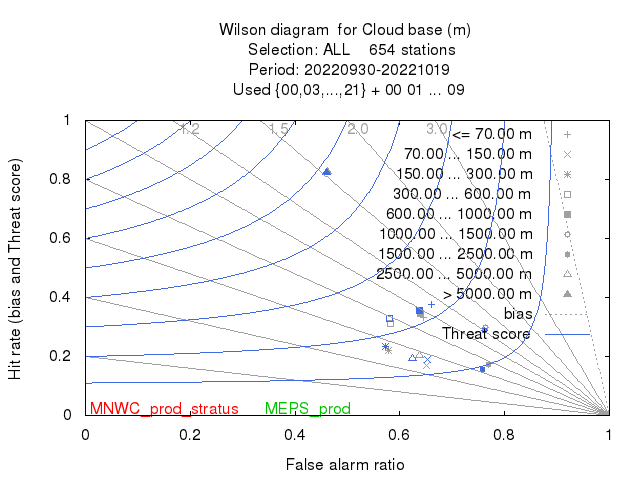 Wilson diagram  for Cloud base (m)
Selection: ALL    654 stations
Period: 20220930-20221019
Used {00,03,...,21} + 00 01 ... 09
Hit rate (bias and Threat score)
1
0.8
0.6
0.4
0.2
0
1.2
1.5
2.0
3.0
<= 70.00 m
70.00 ... 150.00 m
150.00 ... 300.00 m
300.00 ... 600.00 m
600.00 ... 1000.00 m
1000.00 ... 1500.00 m
1500.00 ... 2500.00 m
2500.00 ... 5000.00 m
> 5000.00 m
bias
Threat score
MNWC_prod_stratus
MEPS_prod
0
0.2
0.4
0.6
0.8
1
False alarm ratio